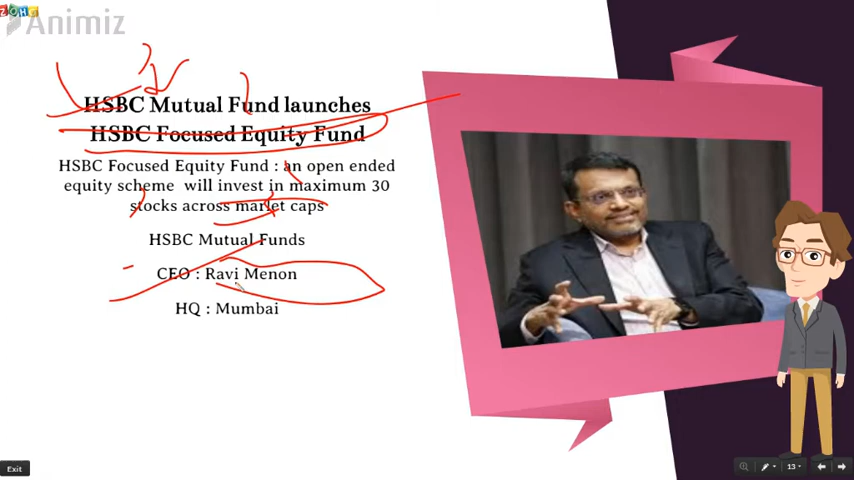 ZOHO
Animiz
HSBC Mutual Fund launches
HSBC Focused Equity Fund
HSBC Focused Equity Fund : an open ended
equity scheme will invest in maximum 30
stocks across market caps
HSBC Mutual Funds
CEO : Ravi Menon
HQ : Mumbai
Exit
13